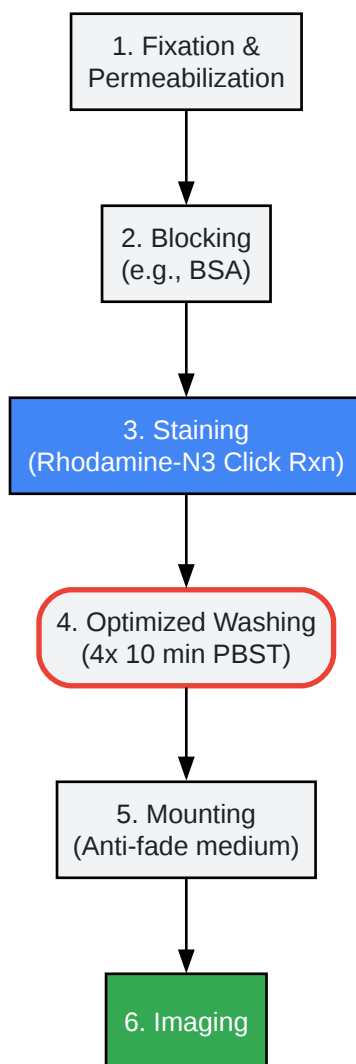 1. Fixation &
Permeabilization
2. Blocking
(e.g., BSA)
3. Staining
(Rhodamine-N3 Click Rxn)
4. Optimized Washing
(4x 10 min PBST)
5. Mounting
(Anti-fade medium)
6. Imaging